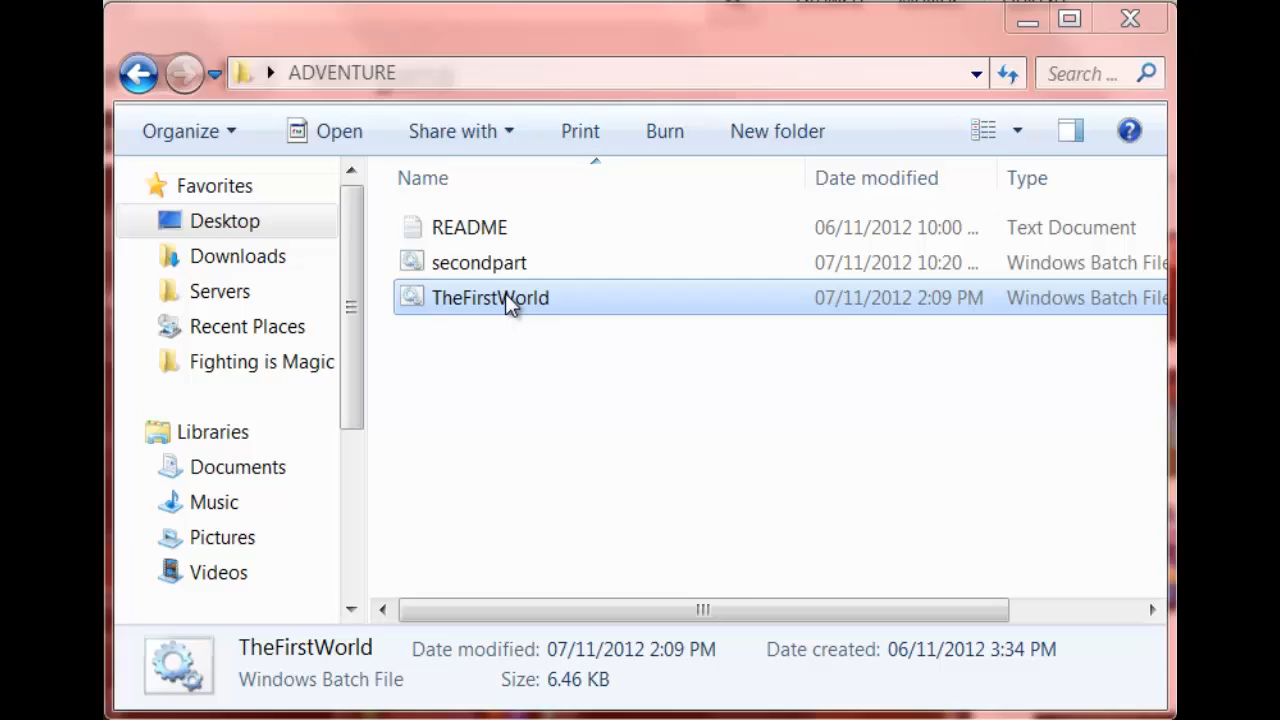 ADVENTURE
Search ...
Organize Open Share with Print Burn New folder
Favorites
Desktop
Downloads
Servers
Recent Places
Fighting is Magic
Libraries
Documents
Music
Pictures
Videos
Name Date modified Type
README 06/11/2012 10:00 ... Text Document
secondpart 07/11/2012 10:20 ... Windows Batch File
TheFirstWorld 07/11/2012 2:09 PM Windows Batch File
TheFirstWorld Date modified: 07/11/2012 2:09 PM Date created: 06/11/2012 3:34 PM
Windows Batch File Size: 6.46 KB